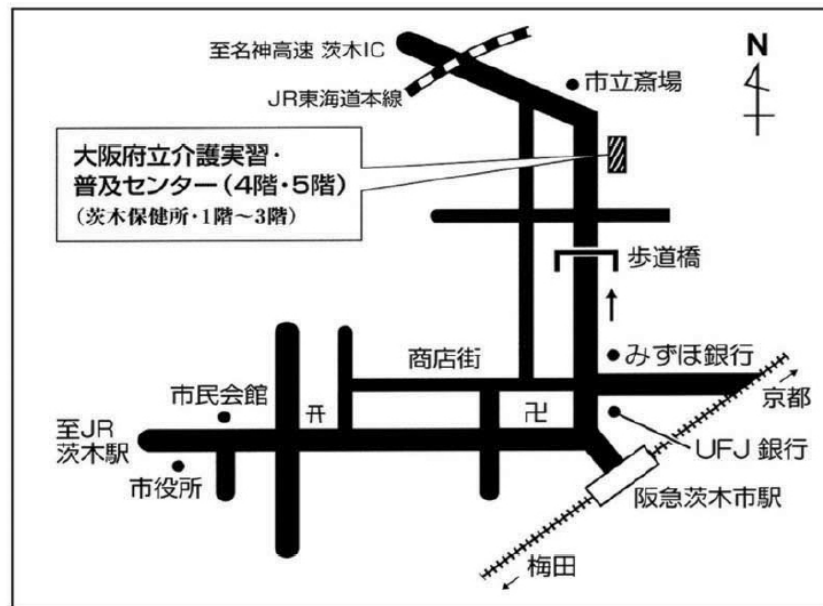 至名神高速 茨木IC
N
JR東海道本線
市立斎場
大阪府立介護実習・
普及センター(4階・5階)
(茨木保健所・1階〜3階)
歩道橋
商店街
みずほ銀行
市民会館
卍
京都
至JR
茨木駅
UFJ 銀行
市役所
阪急茨木市駅
梅田